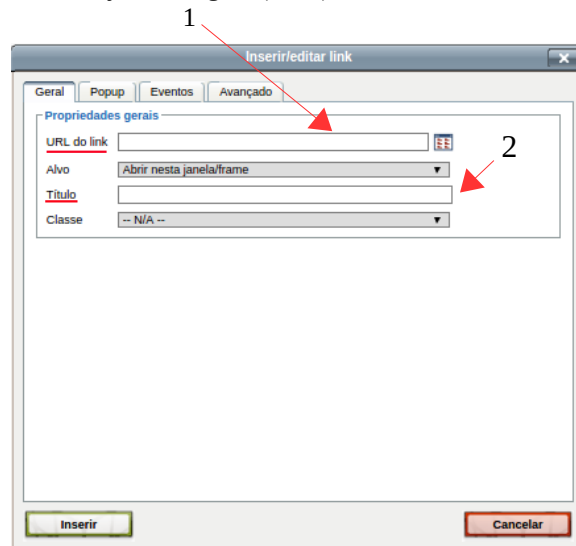 1
Inserir/editar link
Geral Popup Eventos Avançado
Propriedades gerais
URL do link
2
Alvo Abrir nesta janela/frame
Título
Classe -- N/A --
Inserir Cancelar